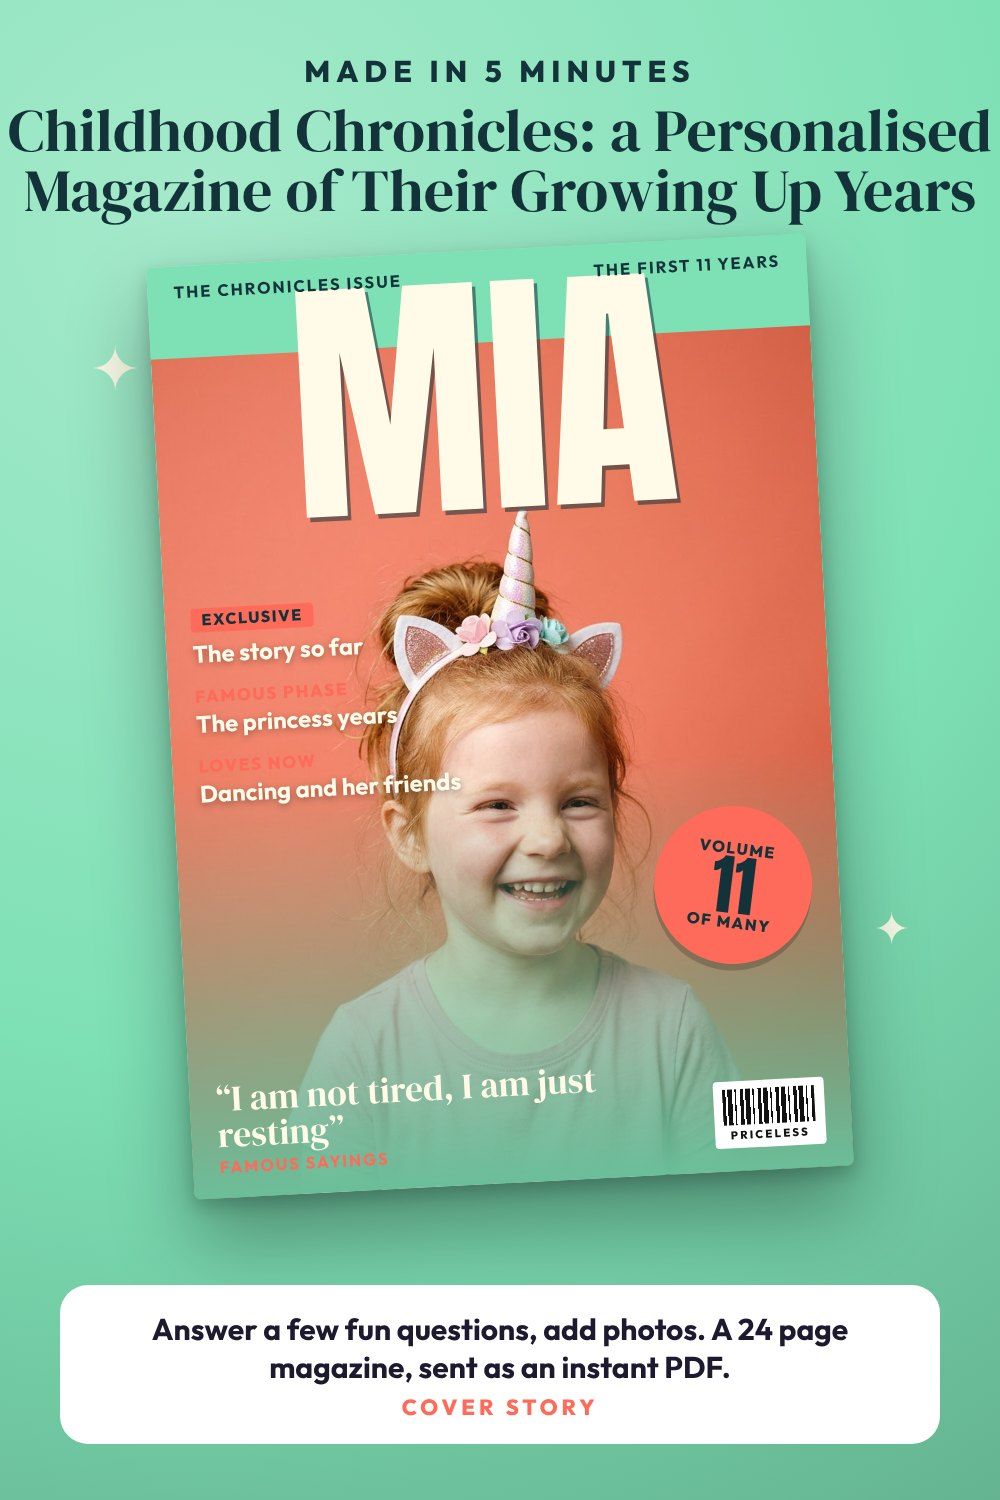 MADE IN 5 MINUTES
Childhood Chronicles: a Personalised
Magazine of Their Growing Up Years
THE CHRONICLES ISSUE
THE FIRST 11 YEARS
MIA
EXCLUSIVE
The story so far
FAMOUS PHASE
The princess years
LOVES NOW
Dancing and her friends
VOLUME
11
OF MANY
“I am not tired, I am just
resting”
FAMOUS SAYINGS
PRICELESS
Answer a few fun questions, add photos. A 24 page
magazine, sent as an instant PDF.
COVER STORY